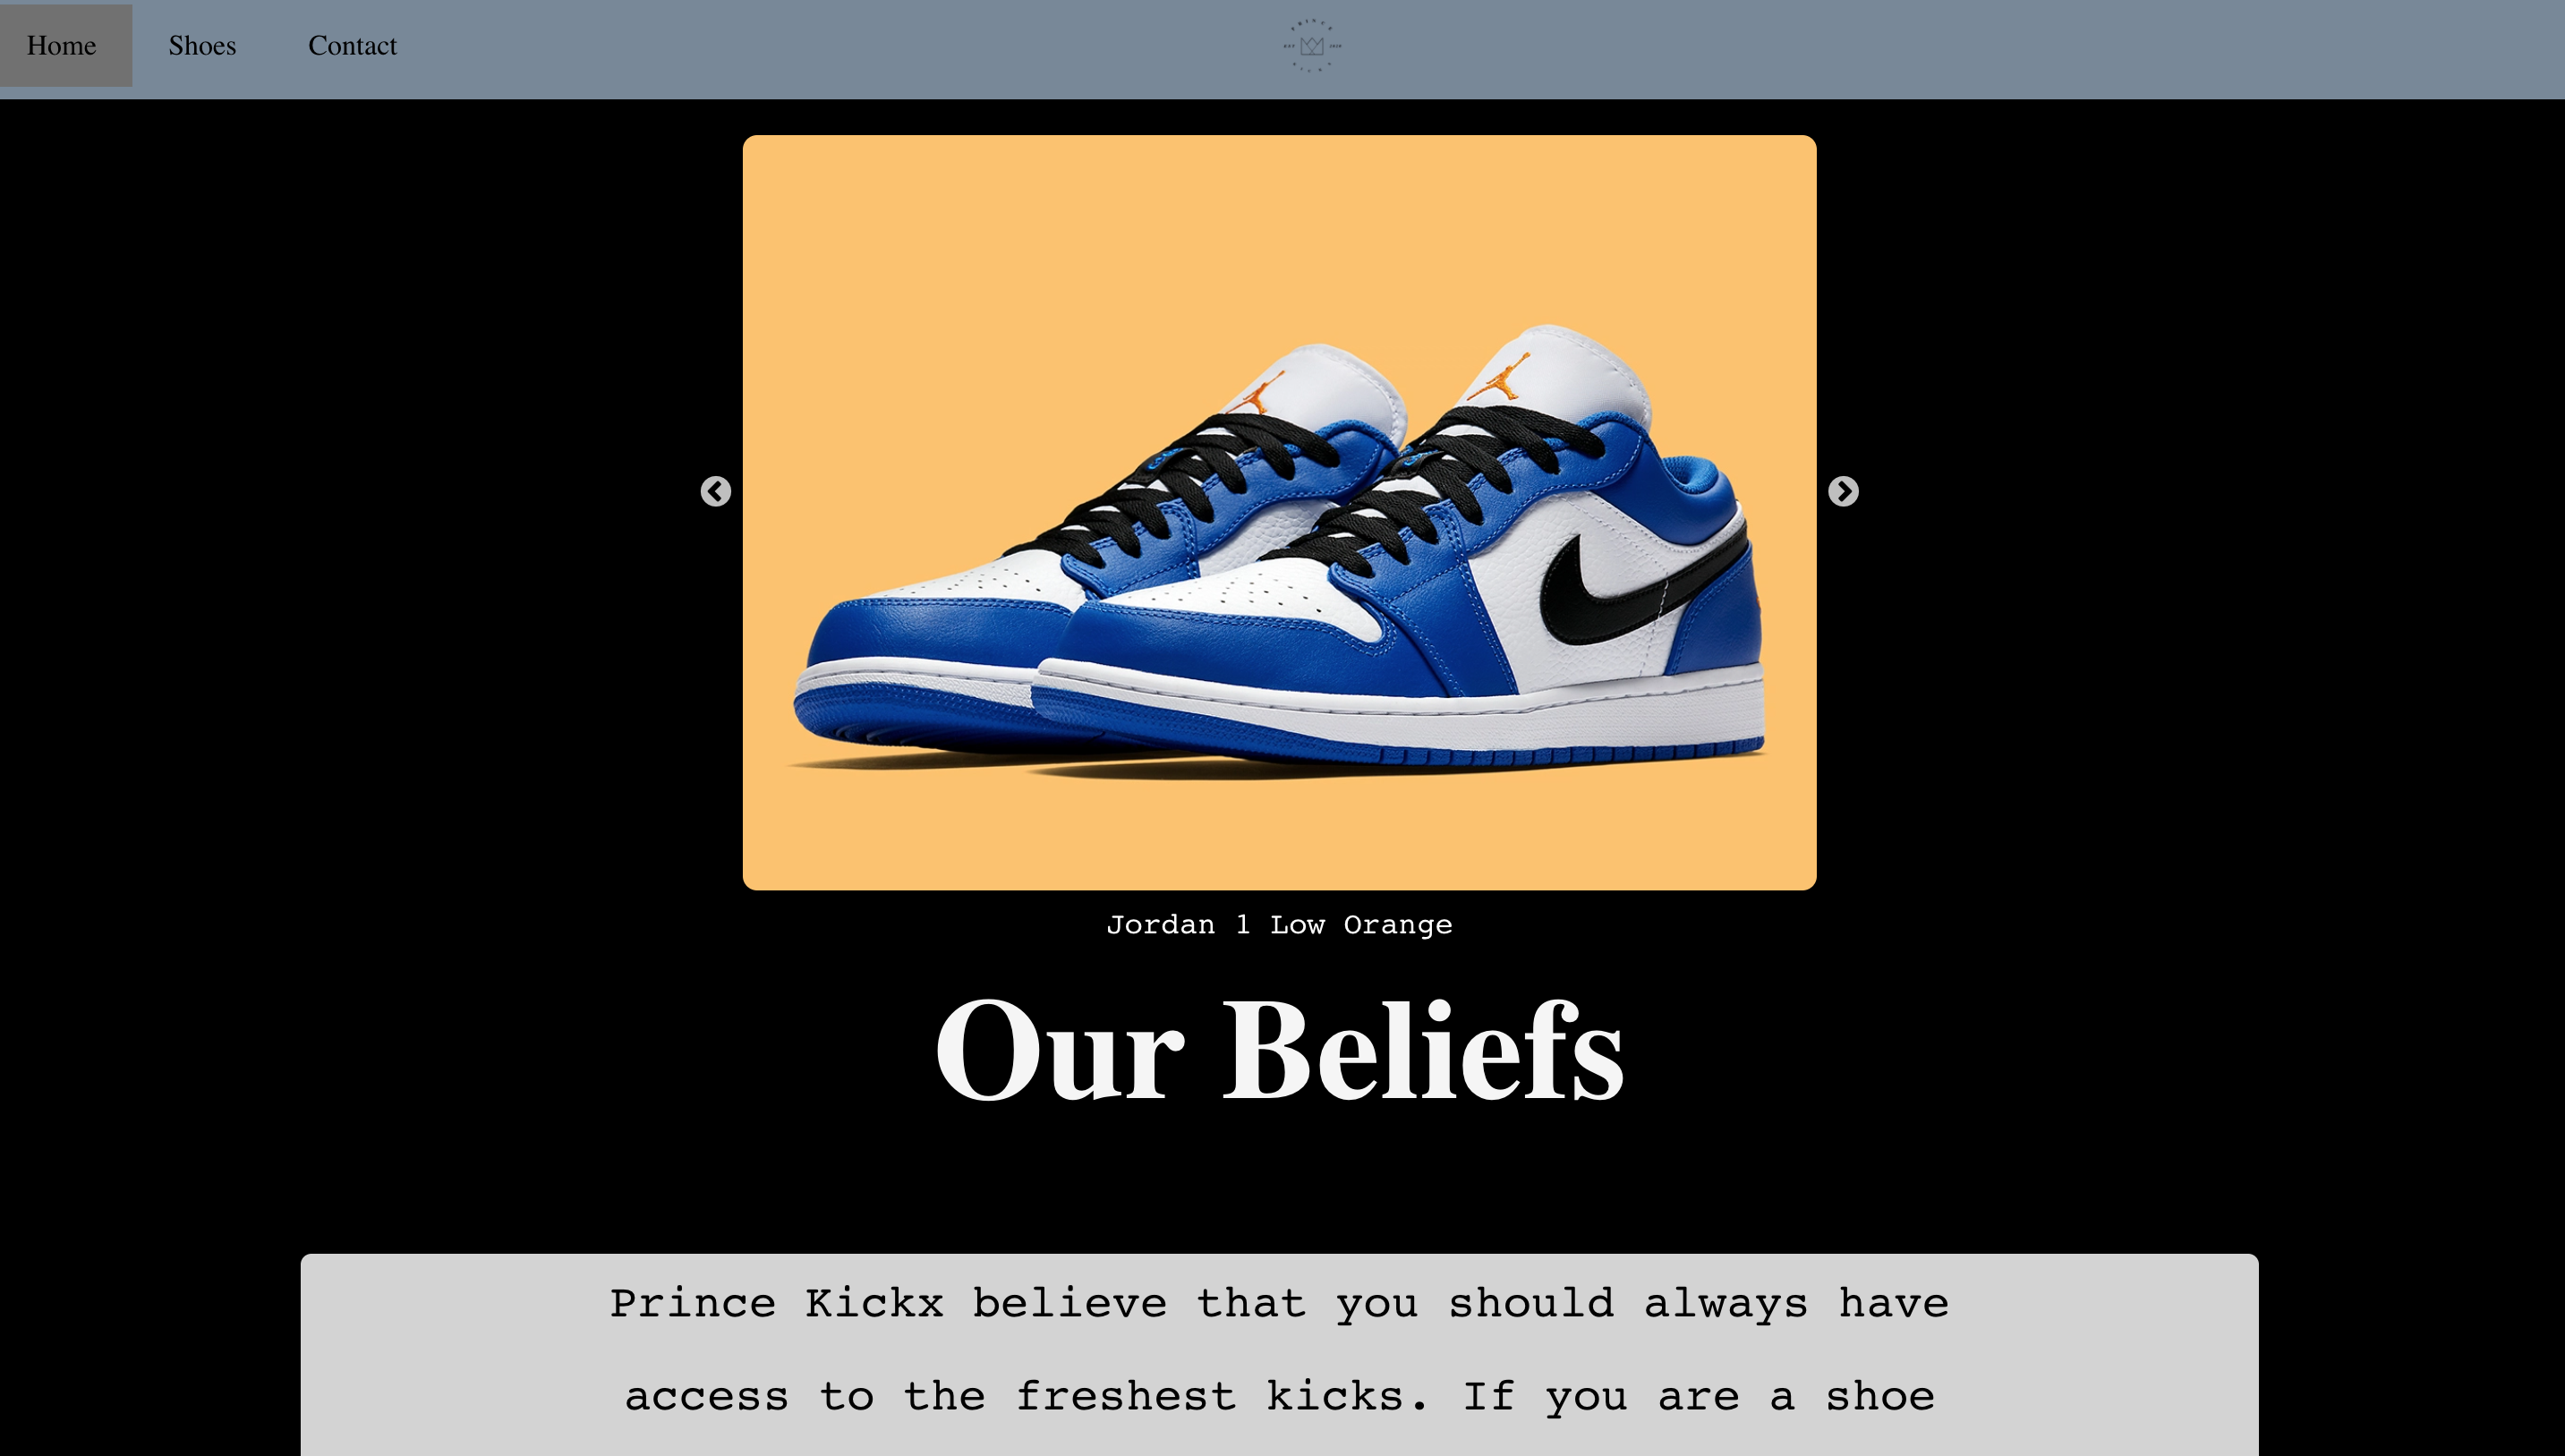 Home Shoes Contact
Jordan 1 Low Orange
Our Beliefs
Prince Kickx believe that you should always have
access to the freshest kicks. If you are a shoe